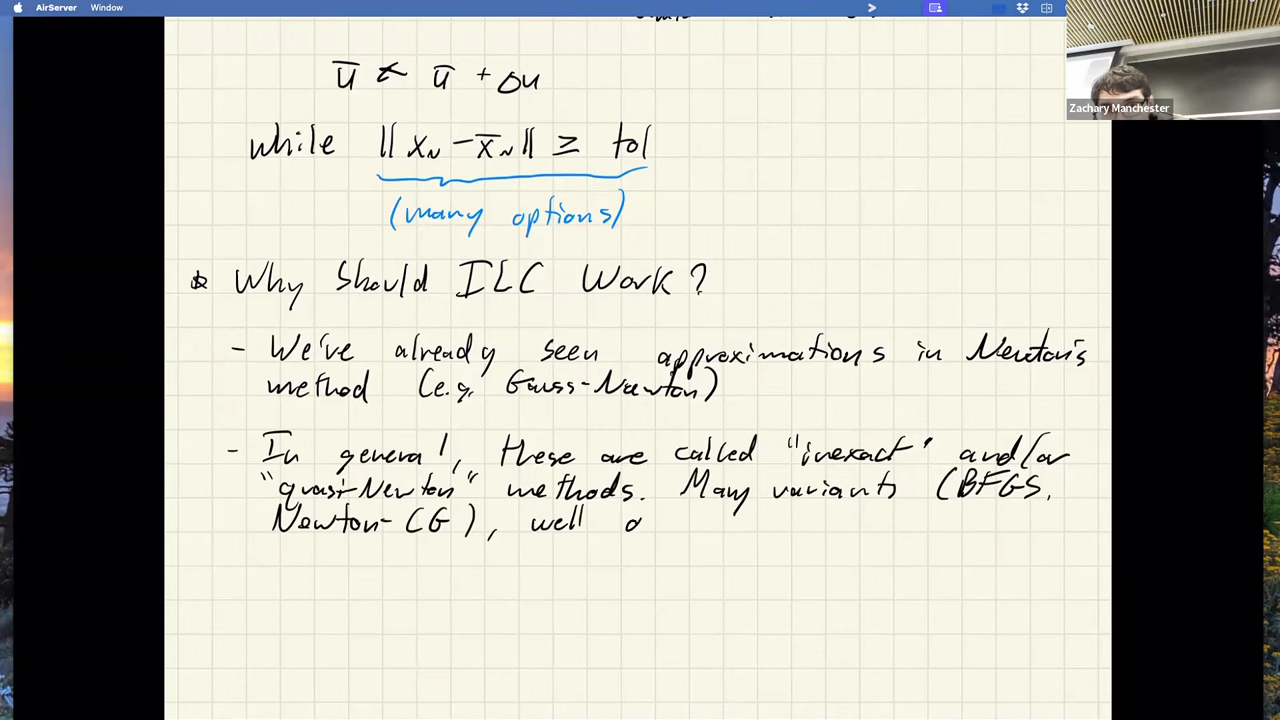 AirServer Window
Zachary Manchester
ū ← ū + Δu
while ‖x_N − x̄_N‖ ≥ tol
(many options)
Why Should ILC Work?
- We've already seen approximations in Newton's
method (e.g. Gauss-Newton)
- In general, these are called "inexact" and/or
"quasi-Newton" methods. Many variants (BFGS,
Newton-CG), well